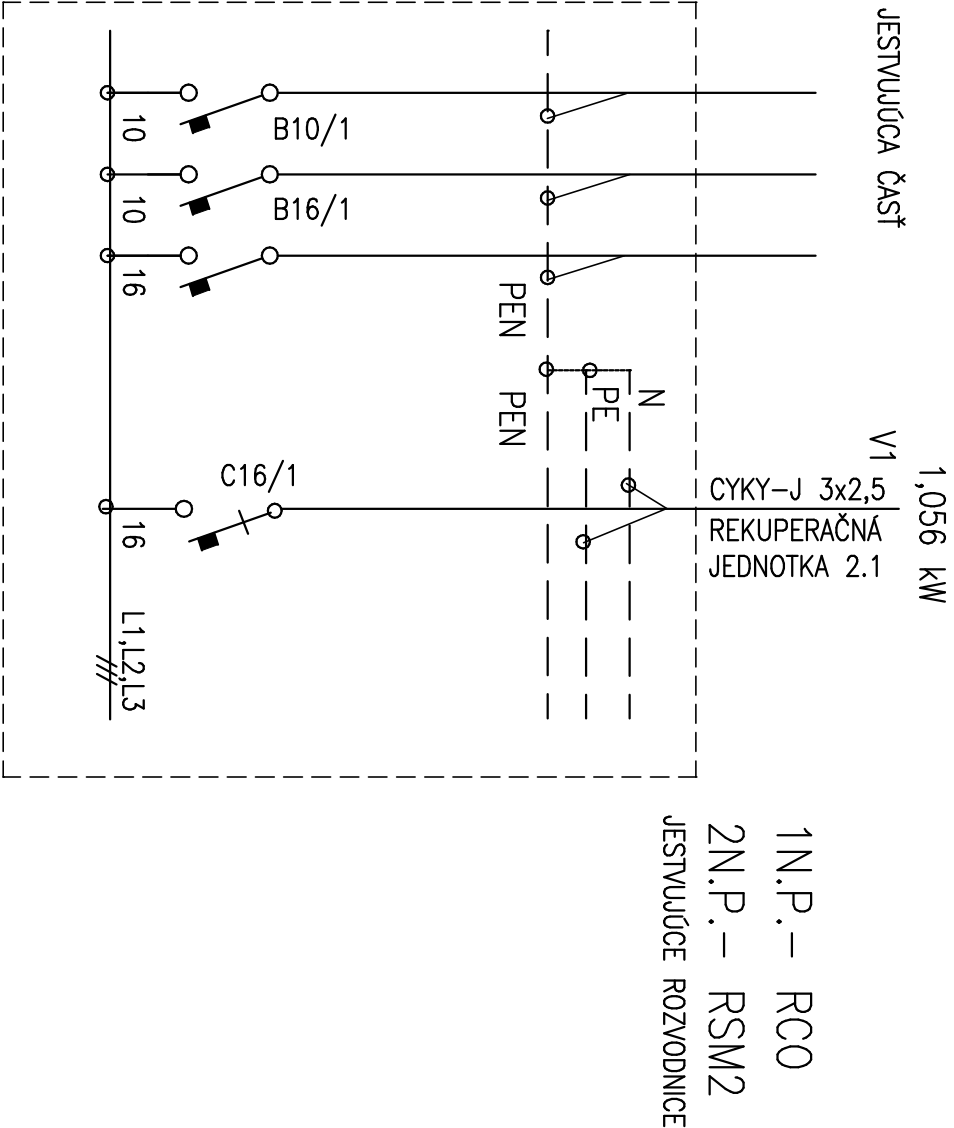 JESTVUJÚCA ČASŤ
10
B10/1
10
B16/1
16
PEN
PEN
PE
N
C16/1
16
L1,L2,L3
V1
1,056 kW
CYKY-J 3x2,5
REKUPERAČNÁ
JEDNOTKA 2.1
1N.P.- RCO
2N.P.- RSM2
JESTVUJÚCE ROZVODNICE